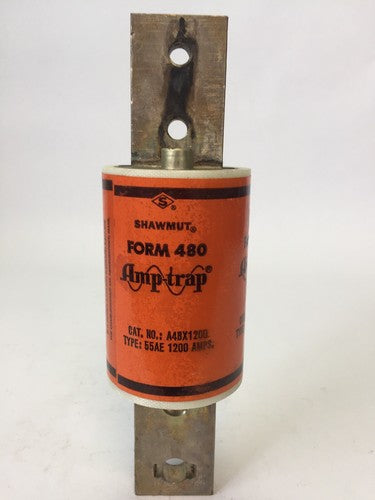 S
SHAWMUT®
FORM 480
Amp-trap®
CAT. NO.: A4BX1200
TYPE: 55AE 1200 AMPS.